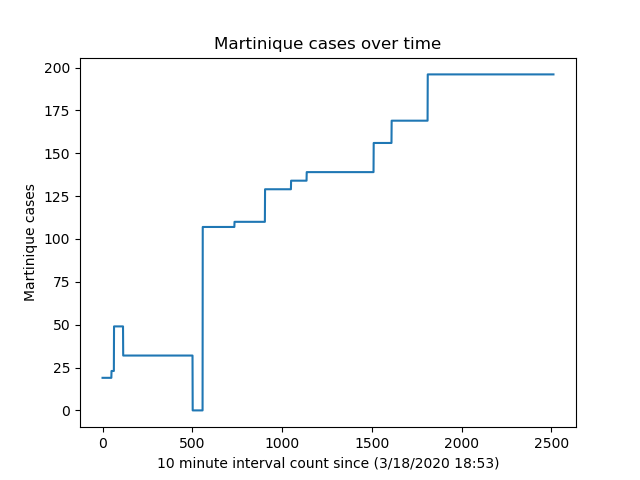 Martinique cases over time
200
175
150
125
100
75
50
25
0
Martinique cases
0 500 1000 1500 2000 2500
10 minute interval count since (3/18/2020 18:53)